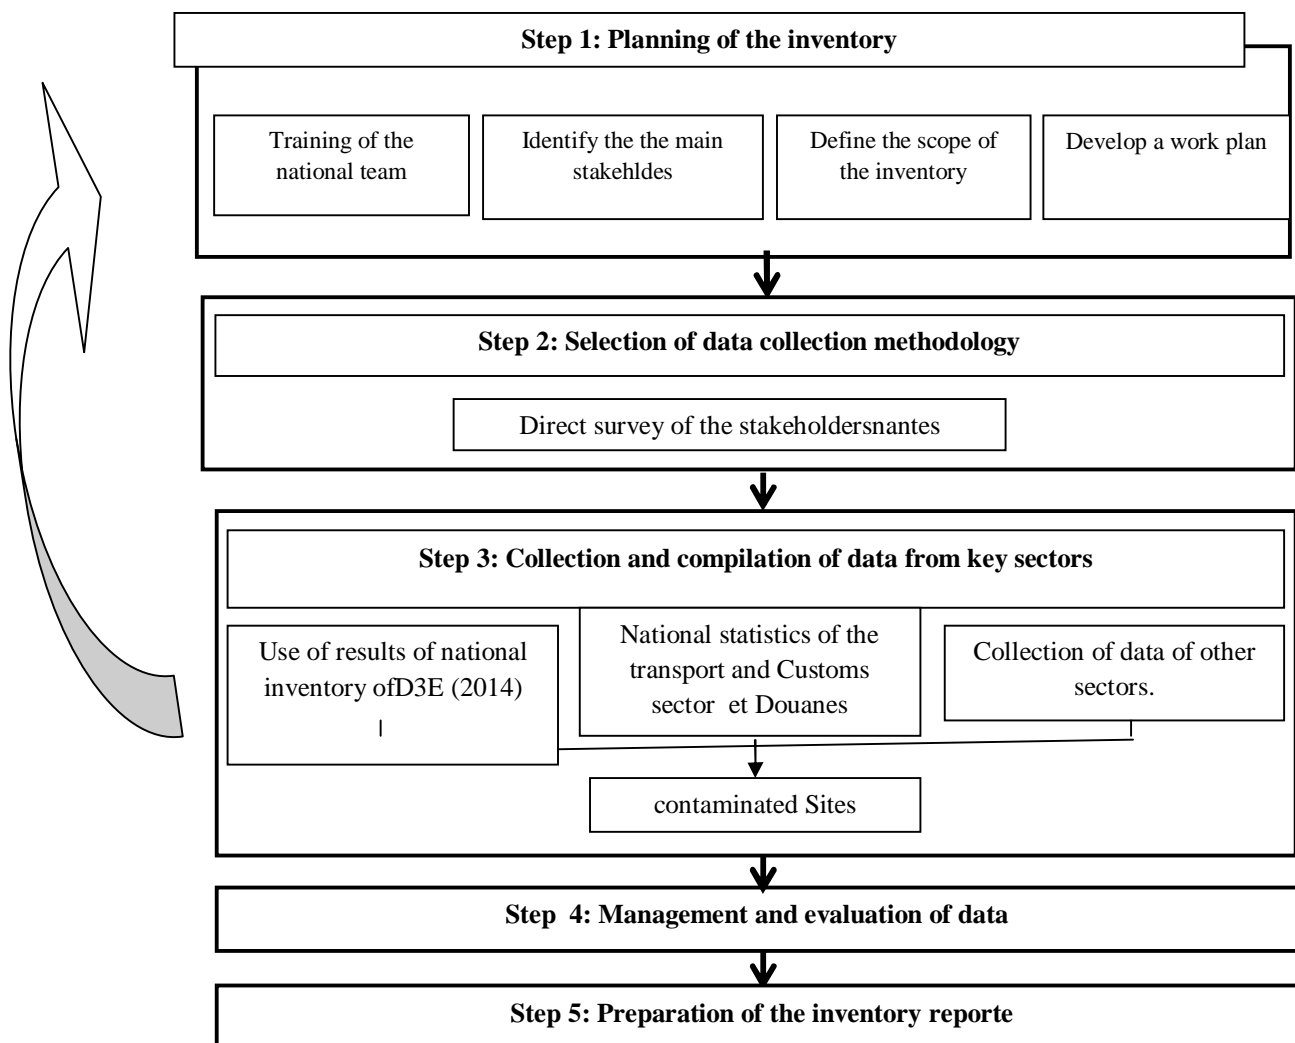 Step 1: Planning of the inventory
Training of the
national team
Identify the the main
stakehldes
Define the scope of
the inventory
Develop a work plan
Step 2: Selection of data collection methodology
Direct survey of the stakeholdersnantes
Step 3: Collection and compilation of data from key sectors
Use of results of national
inventory ofD3E (2014)
National statistics of the
transport and Customs
sector et Douanes
Collection of data of other
sectors.
contaminated Sites
Step 4: Management and evaluation of data
Step 5: Preparation of the inventory reporte